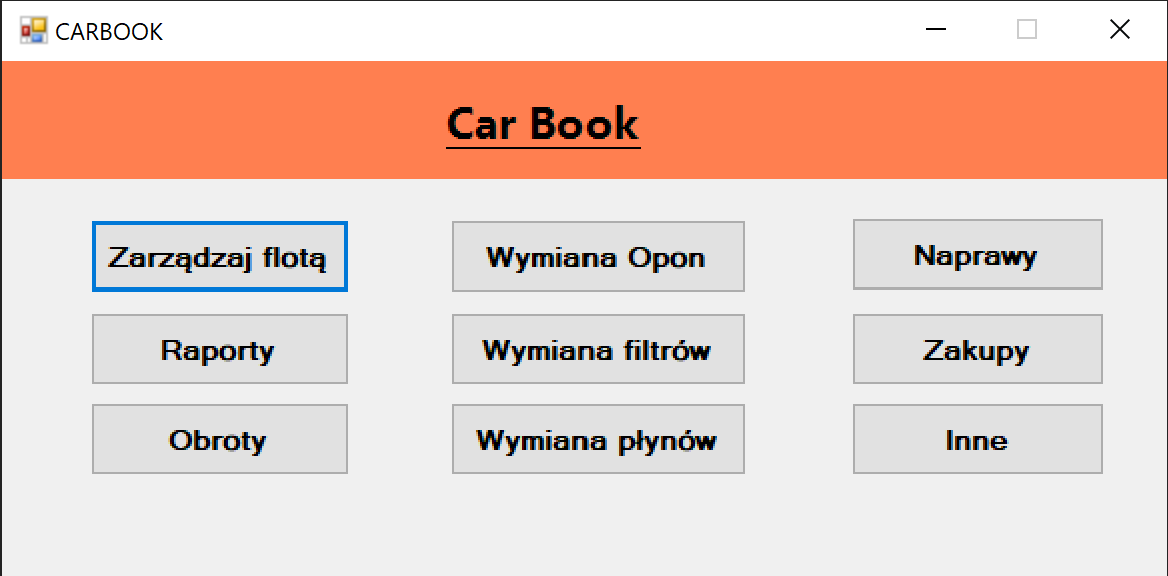 CARBOOK
Car Book
Zarządzaj flotą
Wymiana Opon
Naprawy
Raporty
Wymiana filtrów
Zakupy
Obroty
Wymiana płynów
Inne